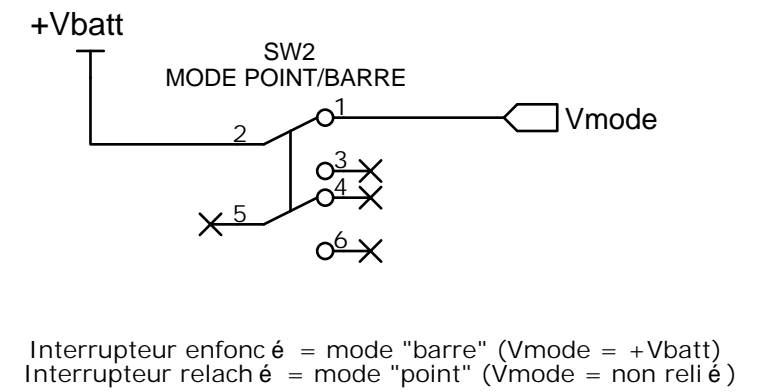 +Vbatt
SW2
MODE POINT/BARRE
1
Vmode
2
3
4
5
6
Interrupteur enfoncé = mode "barre" (Vmode = +Vbatt)
Interrupteur relaché = mode "point" (Vmode = non relié)